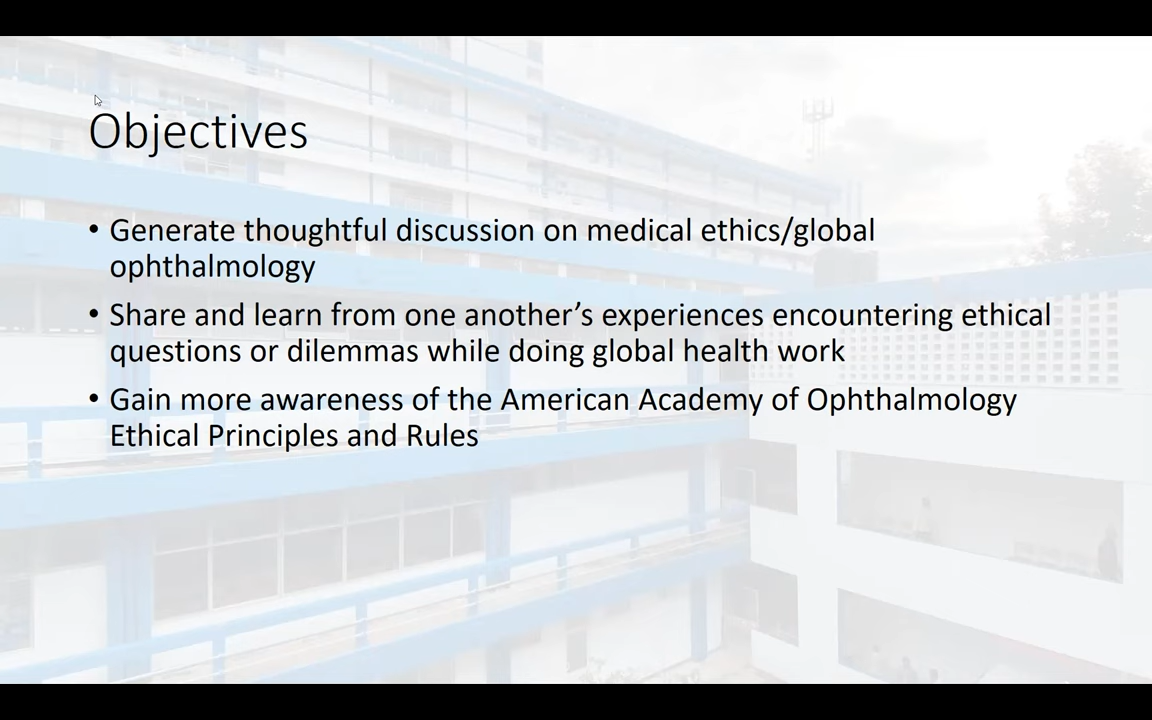 Objectives
• Generate thoughtful discussion on medical ethics/global
ophthalmology
• Share and learn from one another’s experiences encountering ethical
questions or dilemmas while doing global health work
• Gain more awareness of the American Academy of Ophthalmology
Ethical Principles and Rules